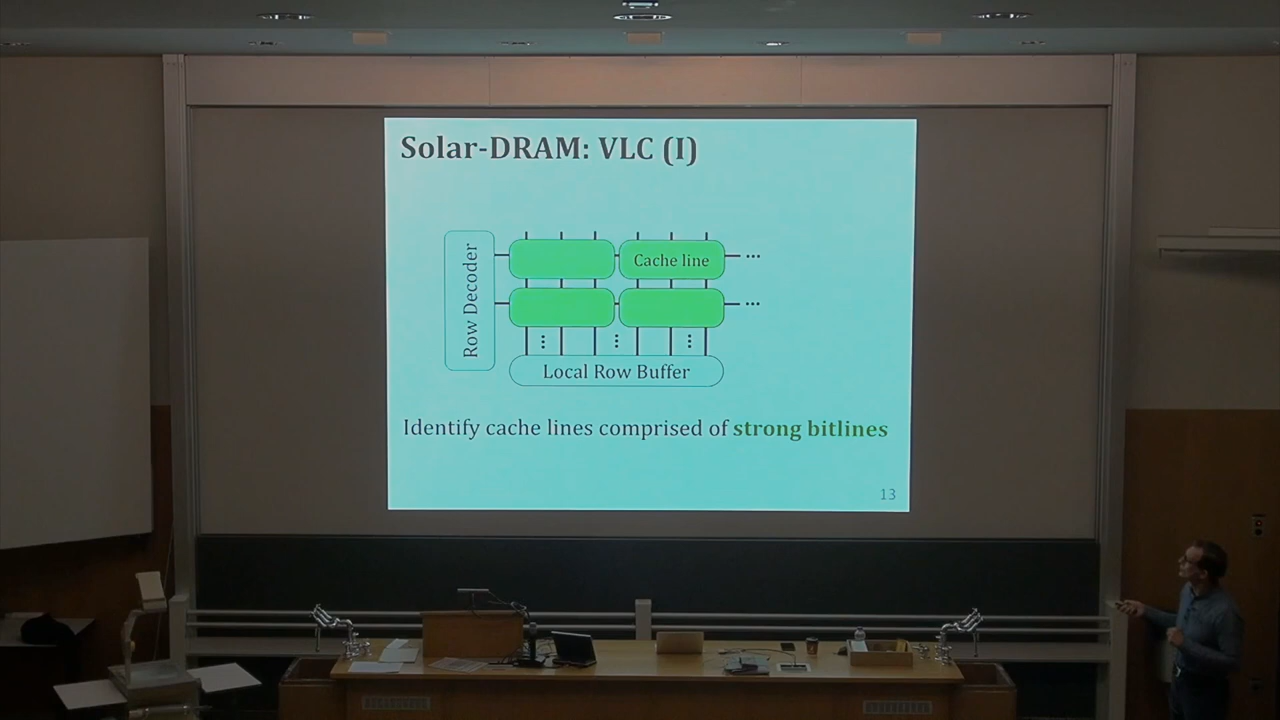 Solar-DRAM: VLC (I)
Row Decoder
Cache line
...
...
Local Row Buffer
Identify cache lines comprised of strong bitlines
13